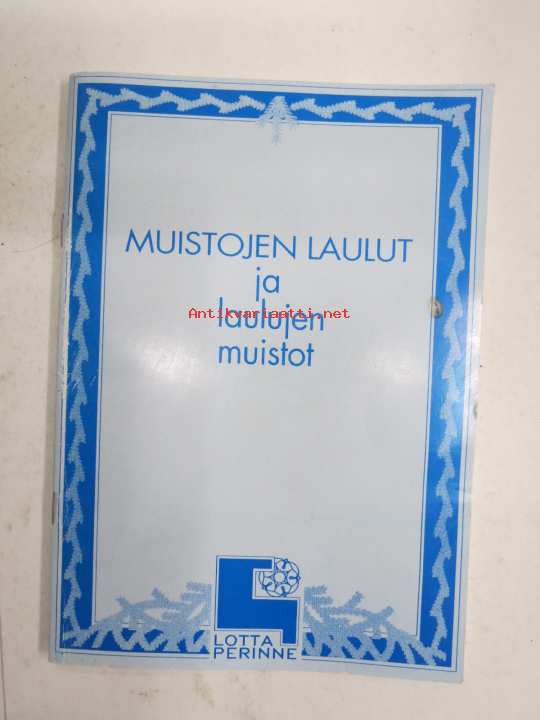 MUISTOJEN LAULUT
ja
Antikvariaatti.net
laulujen
muistot
LOTTA
PERINNE